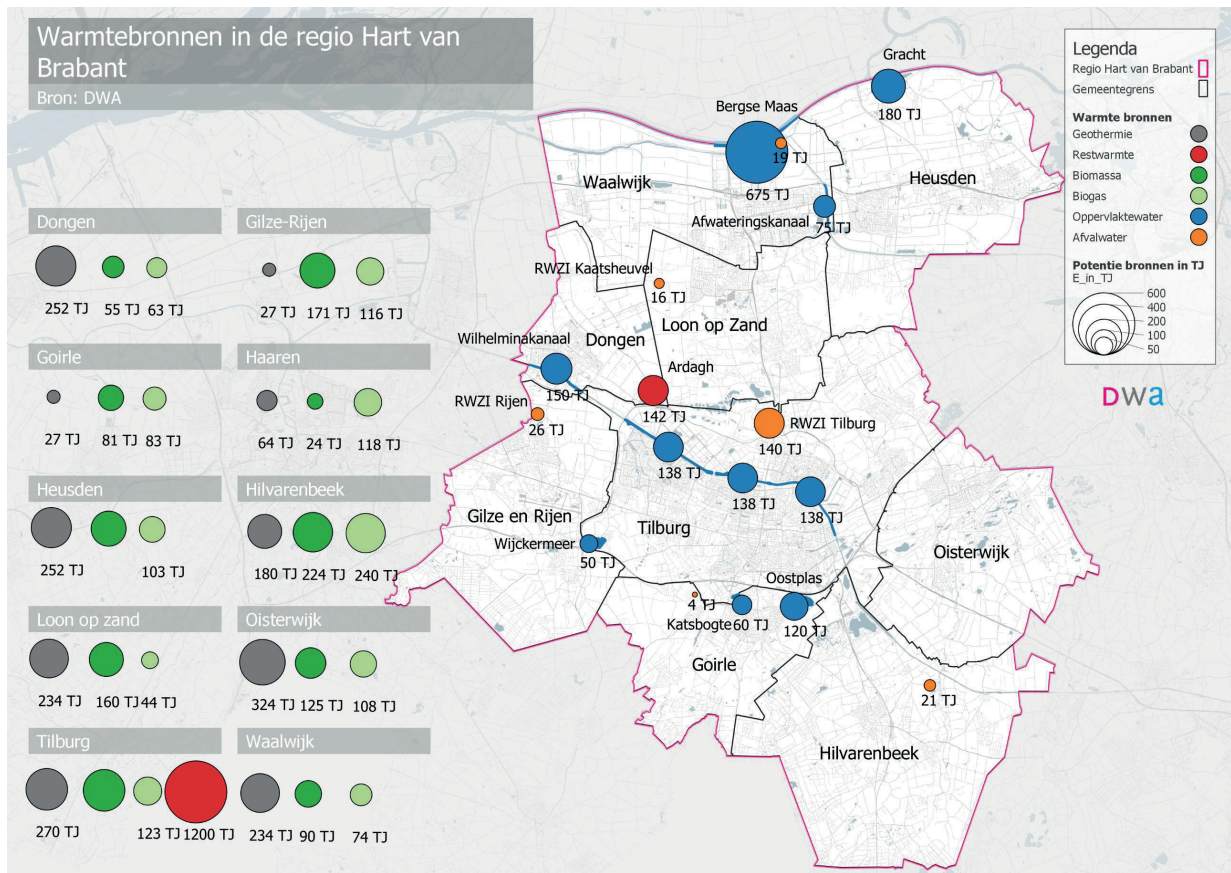 Warmtebronnen in de regio Hart van
Brabant
Bron: DWA
Dongen
252 TJ 55 TJ 63 TJ
Gilze-Rijen
27 TJ 171 TJ 116 TJ
Goirle
27 TJ 81 TJ 83 TJ
Haaren
64 TJ 24 TJ 118 TJ
Heusden
252 TJ 103 TJ
Hilvarenbeek
180 TJ 224 TJ 240 TJ
Loon op zand
234 TJ 160 TJ 44 TJ
Oisterwijk
324 TJ 125 TJ 108 TJ
Tilburg
270 TJ 123 TJ 1200 TJ
Waalwijk
234 TJ 90 TJ 74 TJ
Gracht
180 TJ
Bergse Maas
19 TJ
675 TJ
Waalwijk
Heusden
Afwateringskanaal
75 TJ
RWZI Kaatsheuvel
16 TJ
Loon op Zand
Dongen
Wilhelminakanaal
150 TJ
Ardagh
142 TJ
RWZI Rijen
26 TJ
RWZI Tilburg
140 TJ
138 TJ
138 TJ
138 TJ
Gilze en Rijen
Tilburg
Wijckermeer
50 TJ
Oisterwijk
Oostplas
120 TJ
4 TJ
Katsbogte
60 TJ
Goirle
21 TJ
Hilvarenbeek
Legenda
Regio Hart van Brabant
Gemeentegrens
Warmte bronnen
Geothermie
Restwarmte
Biomassa
Biogas
Oppervlaktewater
Afvalwater
Potentie bronnen in TJ
E_in_TJ
600
400
200
100
50
DWa